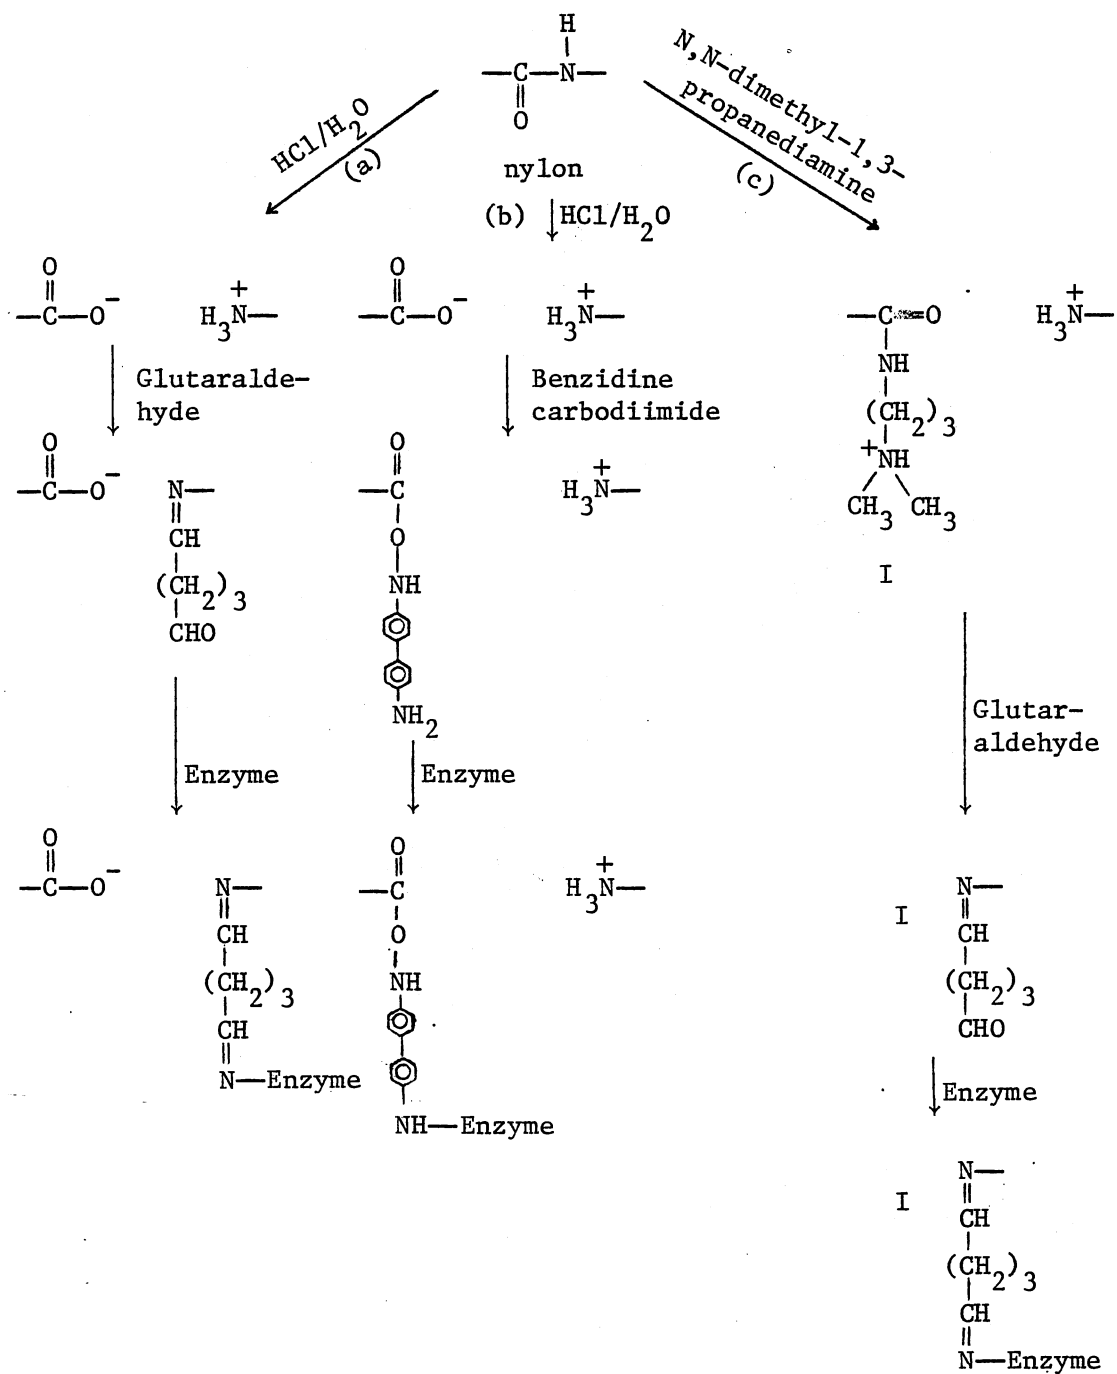 H
—C—N—
O
nylon
HCl/H2O
(a)
(b)
HCl/H2O
N,N-dimethyl-1,3-
propanediamine
(c)
O
—C—O-
+
H3N—
O
—C—O-
+
H3N—
—C=O
NH
(CH2)3
+NH
CH3 CH3
I
+
H3N—
Glutaralde-
hyde
Benzidine
carbodiimide
O
—C—O-
N—
CH
(CH2)3
CHO
O
—C
O
NH
NH2
+
H3N—
Glutar-
aldehyde
Enzyme
Enzyme
O
—C—O-
N—
CH
(CH2)3
CH
N—Enzyme
O
—C
O
NH
NH—Enzyme
+
H3N—
I
N—
CH
(CH2)3
CHO
Enzyme
I
N—
CH
(CH2)3
CH
N—Enzyme